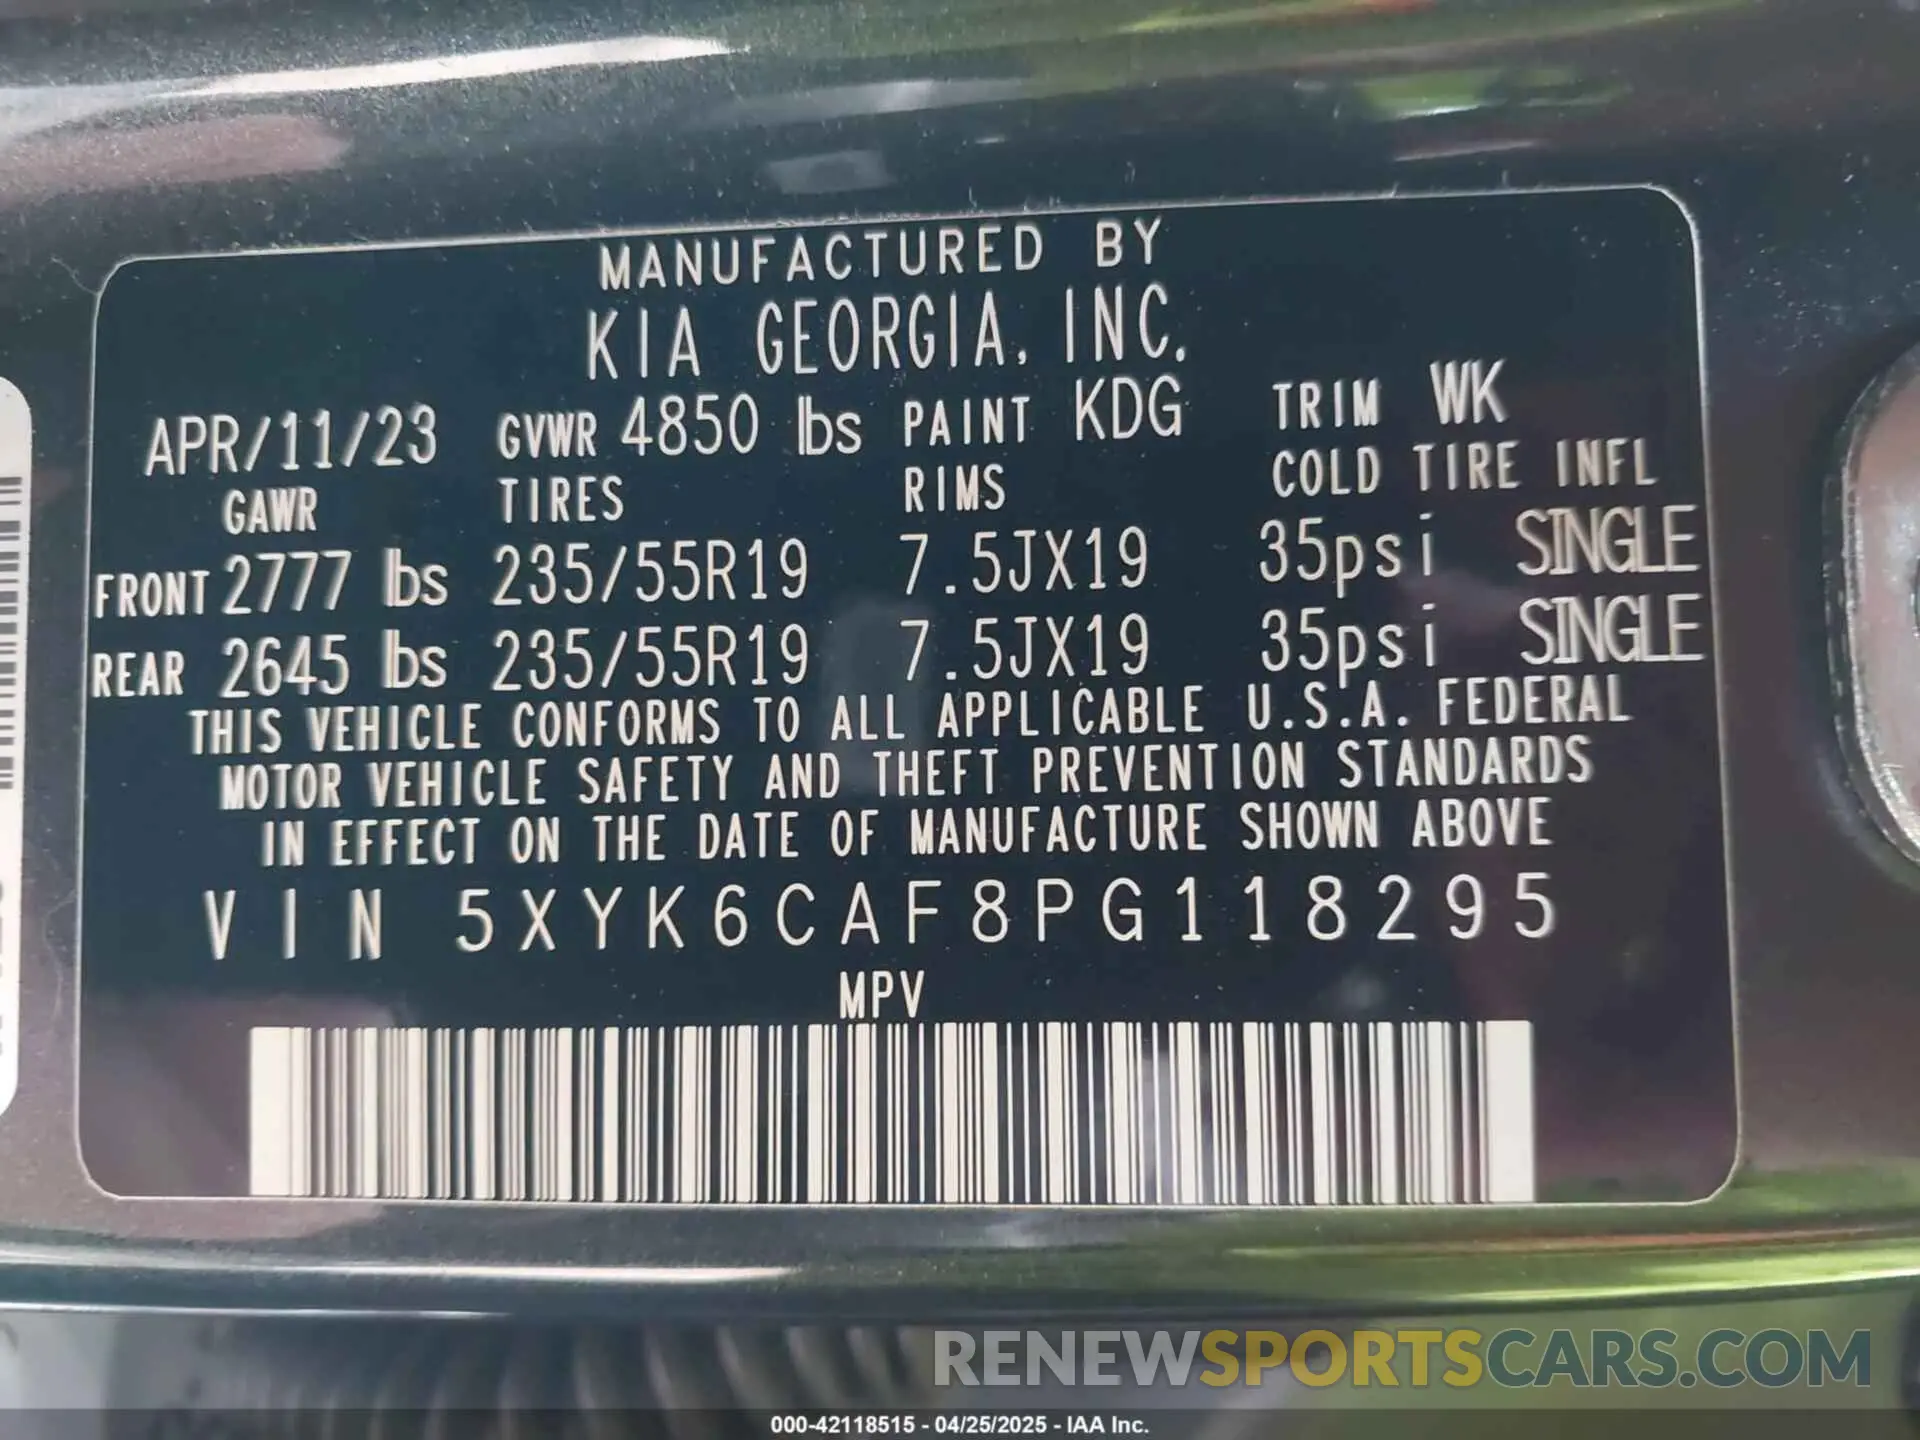 MANUFACTURED BY
KIA GEORGIA, INC.
APR/11/23 GVWR 4850 lbs PAINT KDG TRIM WK
GAWR TIRES RIMS COLD TIRE INFL
FRONT 2777 lbs 235/55R19 7.5JX19 35psi SINGLE
REAR 2645 lbs 235/55R19 7.5JX19 35psi SINGLE
THIS VEHICLE CONFORMS TO ALL APPLICABLE U.S.A. FEDERAL
MOTOR VEHICLE SAFETY AND THEFT PREVENTION STANDARDS
IN EFFECT ON THE DATE OF MANUFACTURE SHOWN ABOVE
VIN 5XYK6CAF8PG118295
MPV
RENEWSPORTSCARS.COM
000-42118515 - 04/25/2025 - IAA Inc.